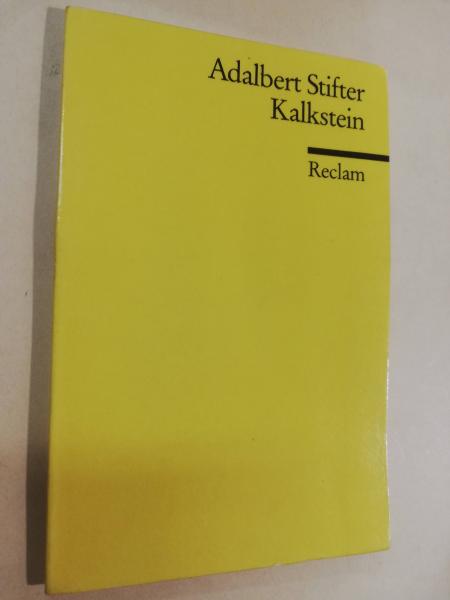 Adalbert Stifter
Kalkstein
Reclam